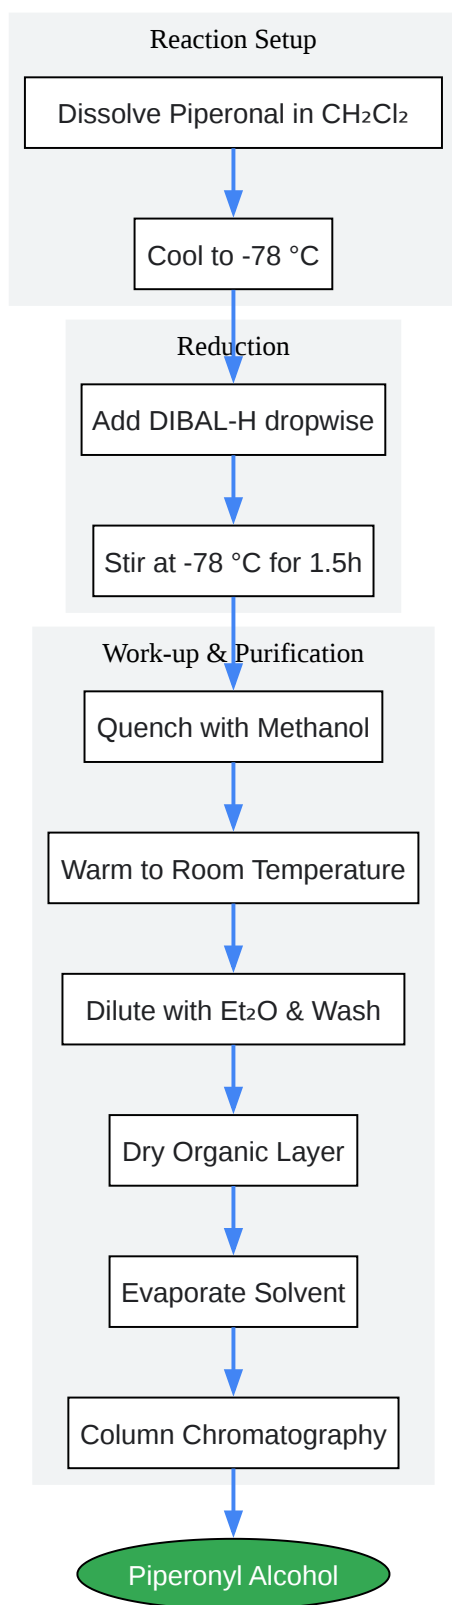 Reaction Setup
Dissolve Piperonal in CH₂Cl₂
Cool to -78 °C
Reduction
Add DIBAL-H dropwise
Stir at -78 °C for 1.5h
Work-up & Purification
Quench with Methanol
Warm to Room Temperature
Dilute with Et₂O & Wash
Dry Organic Layer
Evaporate Solvent
Column Chromatography
Piperonyl Alcohol